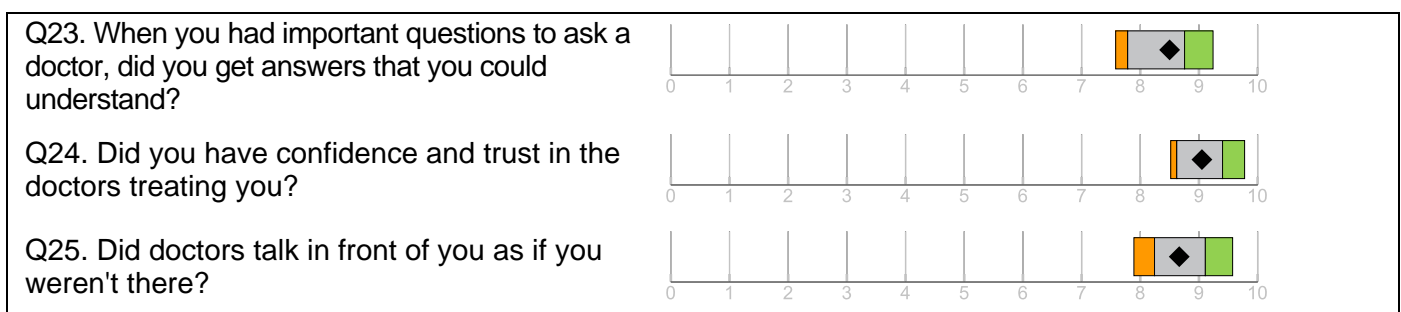 Q23. When you had important questions to ask a
doctor, did you get answers that you could
understand?
0 1 2 3 4 5 6 7 8 9 10
Q24. Did you have confidence and trust in the
doctors treating you?
0 1 2 3 4 5 6 7 8 9 10
Q25. Did doctors talk in front of you as if you
weren't there?
0 1 2 3 4 5 6 7 8 9 10